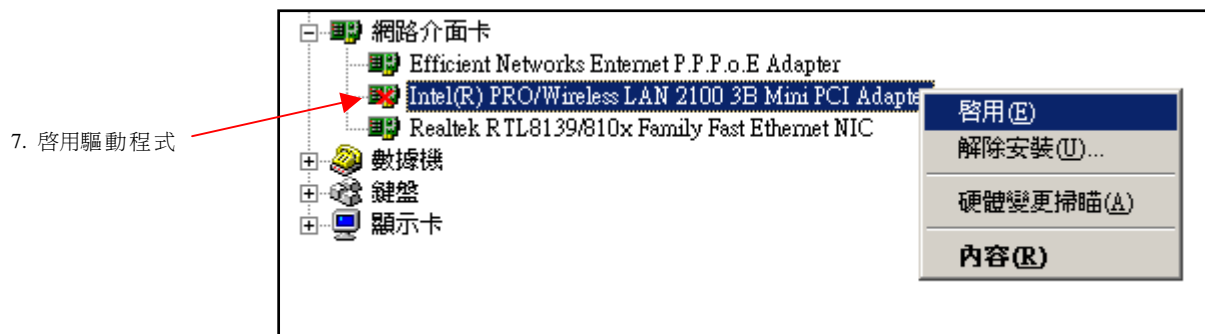 網路介面卡
Efficient Networks Enternet P.P.P.o.E Adapter
Intel(R) PRO/Wireless LAN 2100 3B Mini PCI Adapte
Realtek RTL8139/810x Family Fast Ethernet NIC
數據機
鍵盤
顯示卡
啓用(E)
解除安裝(U)...
硬體變更掃瞄(A)
內容(R)
7. 啓用驅動程式